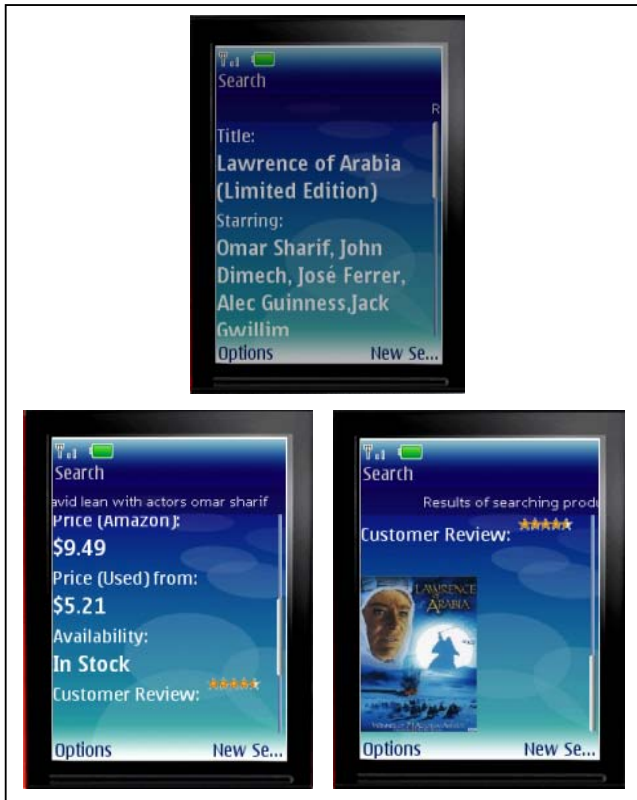 Search
R
Title:
Lawrence of Arabia
(Limited Edition)
Starring:
Omar Sharif, John
Dimech, José Ferrer,
Alec Guinness,Jack
Gwillim
Options New Se...
Search
avid lean with actors omar sharif
Price (Amazon):
$9.49
Price (Used) from:
$5.21
Availability:
In Stock
Customer Review:
Options New Se...
Search
Results of searching produ
Customer Review:
LAWRENCE
OF ARABIA
Options New Se...